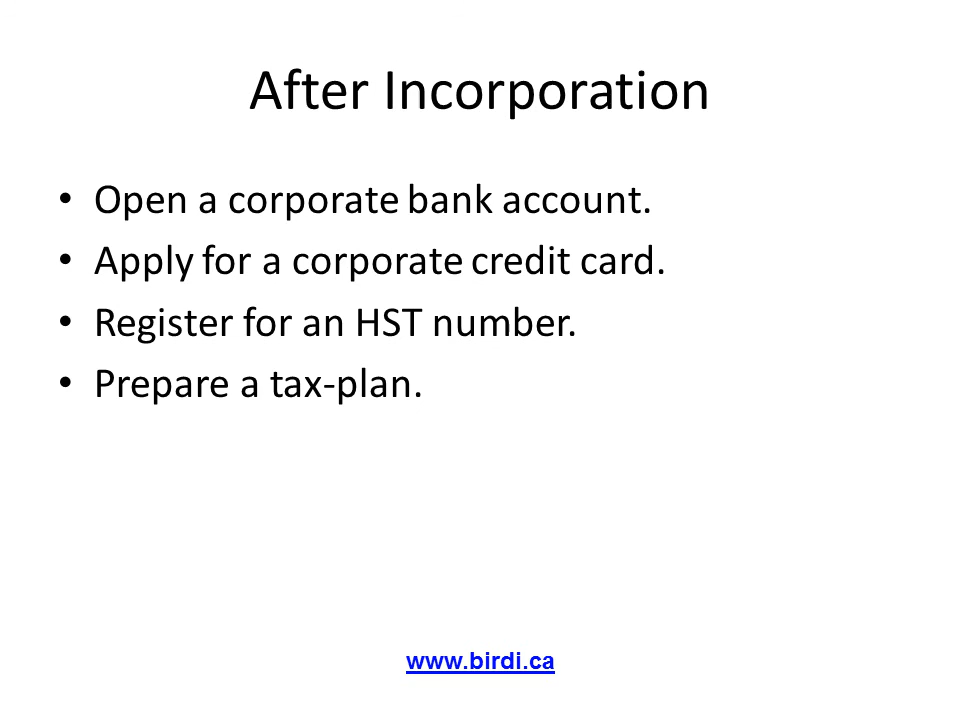 After Incorporation
• Open a corporate bank account.
• Apply for a corporate credit card.
• Register for an HST number.
• Prepare a tax-plan.
www.birdi.ca